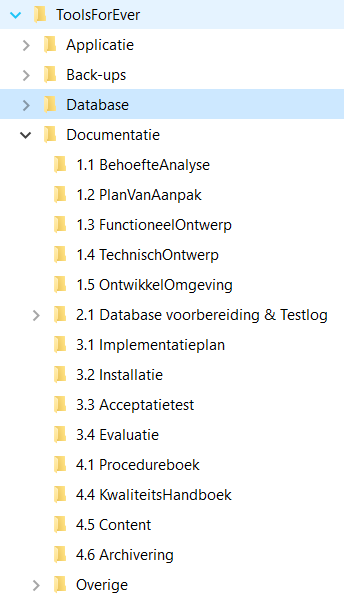 ToolsForEver
Applicatie
Back-ups
Database
Documentatie
1.1 BehoefteAnalyse
1.2 PlanVanAanpak
1.3 FunctioneelOntwerp
1.4 TechnischOntwerp
1.5 OntwikkelOmgeving
2.1 Database voorbereiding & Testlog
3.1 Implementatieplan
3.2 Installatie
3.3 Acceptatietest
3.4 Evaluatie
4.1 Procedureboek
4.4 KwaliteitsHandboek
4.5 Content
4.6 Archivering
Overige